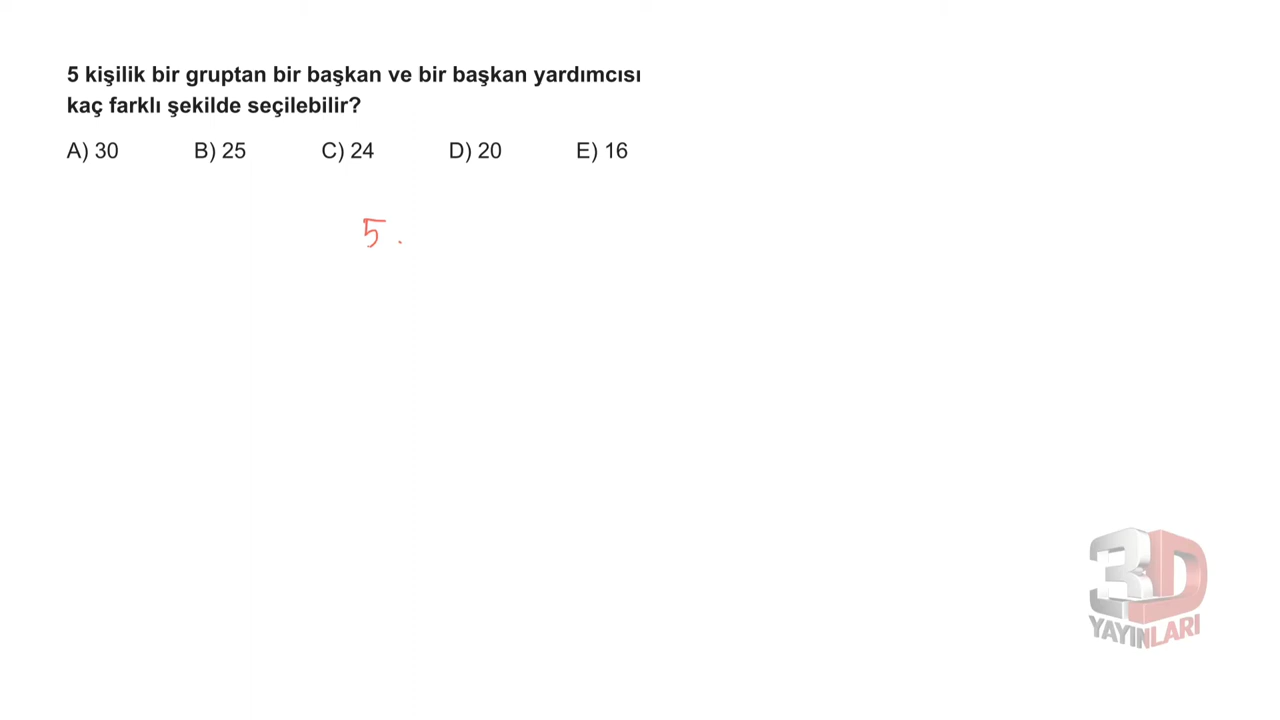 5 kişilik bir gruptan bir başkan ve bir başkan yardımcısı
kaç farklı şekilde seçilebilir?
A) 30 B) 25 C) 24 D) 20 E) 16
5 .
3D
YAYINLARI